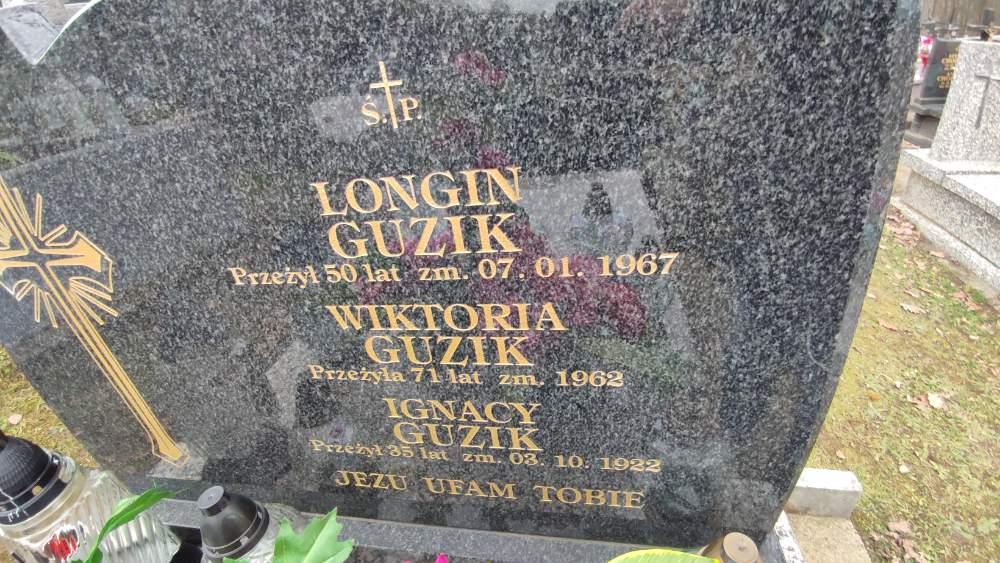 Ś.P.
LONGIN
GUZIK
Przeżył 50 lat zm. 07. 01. 1967
WIKTORIA
GUZIK
Przeżyła 71 lat zm. 1962
IGNACY
GUZIK
Przeżył 35 lat zm. 03. 10. 1922
JEZU UFAM TOBIE